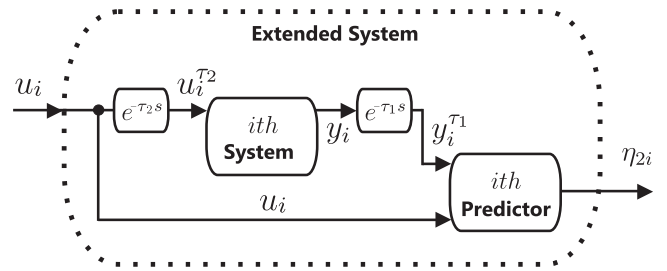 Extended System
u_i
e^{-τ_2 s}
u_i^{τ_2}
ith
System
y_i
e^{-τ_1 s}
y_i^{τ_1}
ith
Predictor
η_{2i}
u_i